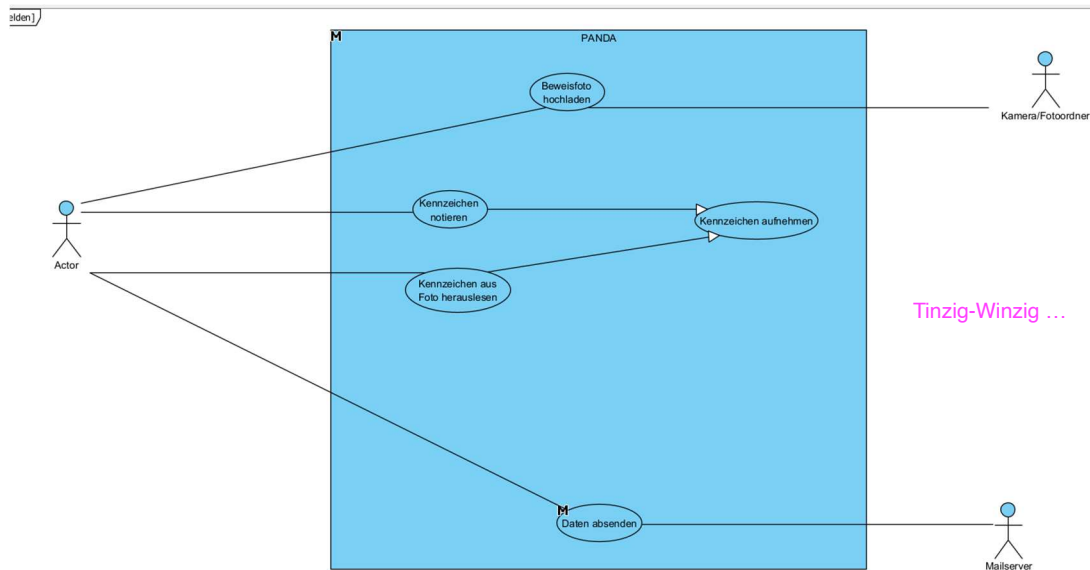 elden]
M
PANDA
Beweisfoto
hochladen
Kamera/Fotoordner
Kennzeichen
notieren
Kennzeichen aufnehmen
Actor
Kennzeichen aus
Foto herauslesen
Tinzig-Winzig …
M
Daten absenden
Mailserver